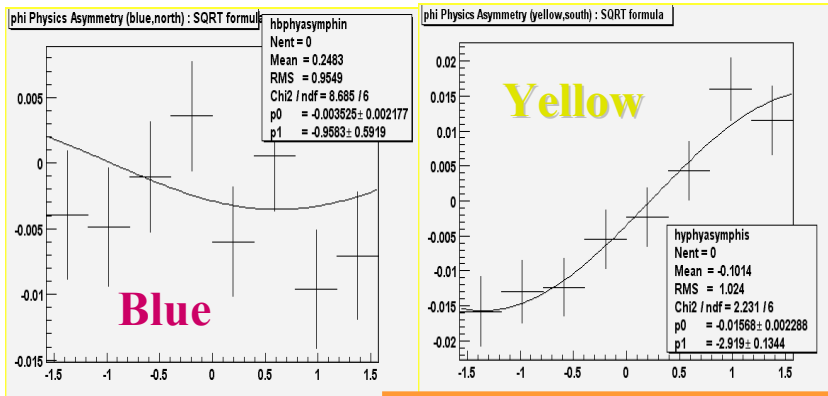 phi Physics Asymmetry (blue,north) : SQRT formula
hbphyasymphin
Nent = 0
Mean = 0.2483
RMS = 0.9549
Chi2 / ndf = 8.685 / 6
p0 = -0.003525± 0.002177
p1 = -0.9583± 0.5919
0.005
0
-0.005
-0.01
-0.015
Blue
-1.5 -1 -0.5 0 0.5 1 1.5
phi Physics Asymmetry (yellow,south) : SQRT formula
0.02
0.015
0.01
0.005
0
-0.005
-0.01
-0.015
-0.02
Yellow
hyphyasymphis
Nent = 0
Mean = -0.1014
RMS = 1.024
Chi2 / ndf = 2.231 / 6
p0 = -0.01568± 0.002288
p1 = -2.919± 0.1344
-1.5 -1 -0.5 0 0.5 1 1.5